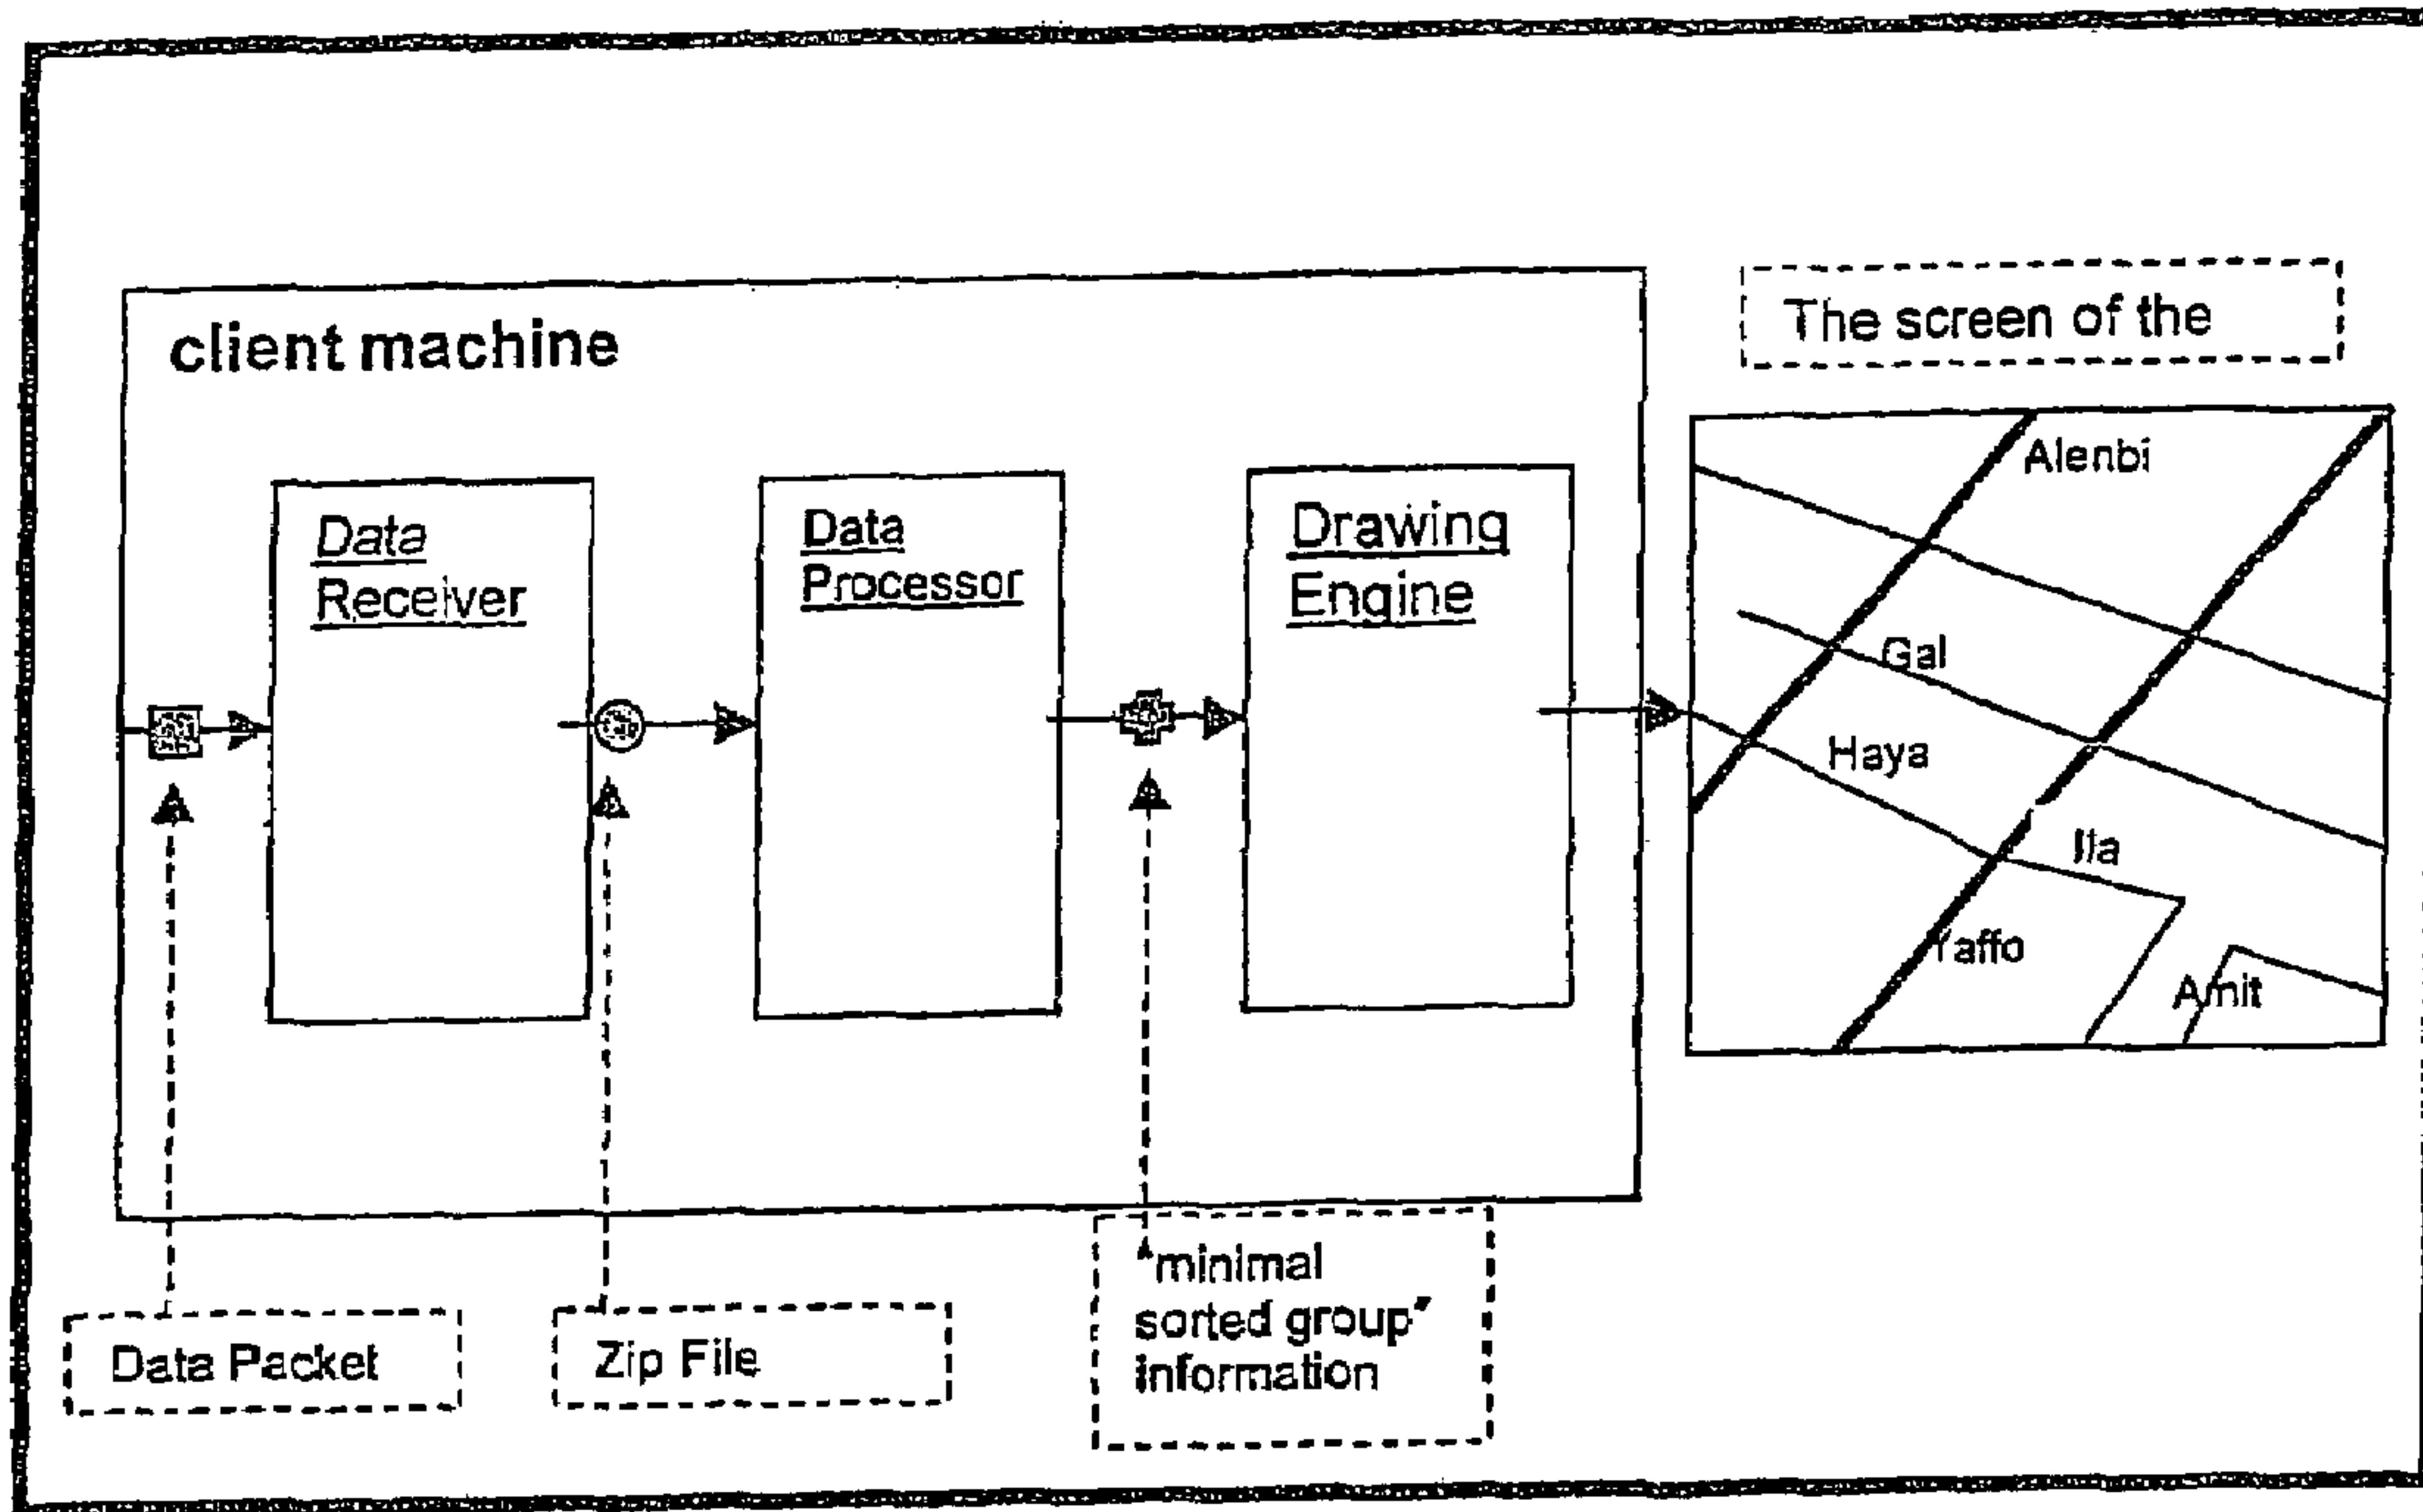 client machine
The screen of the
Data
Receiver
Data
Processor
Drawing
Engine
Alenbi
Gal
Haya
Ila
Yaffo
Amit
Data Packet
Zip File
"minimal
sorted group"
information